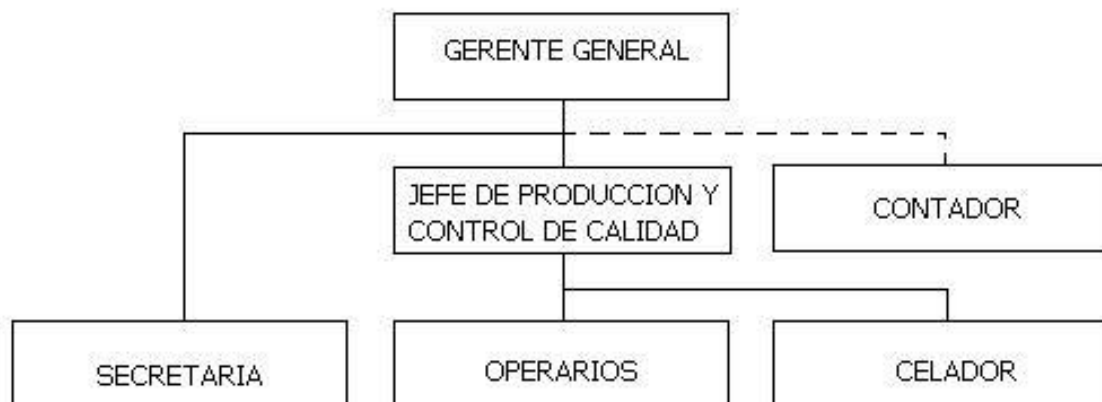 GERENTE GENERAL
JEFE DE PRODUCCION Y
CONTROL DE CALIDAD
CONTADOR
SECRETARIA
OPERARIOS
CELADOR